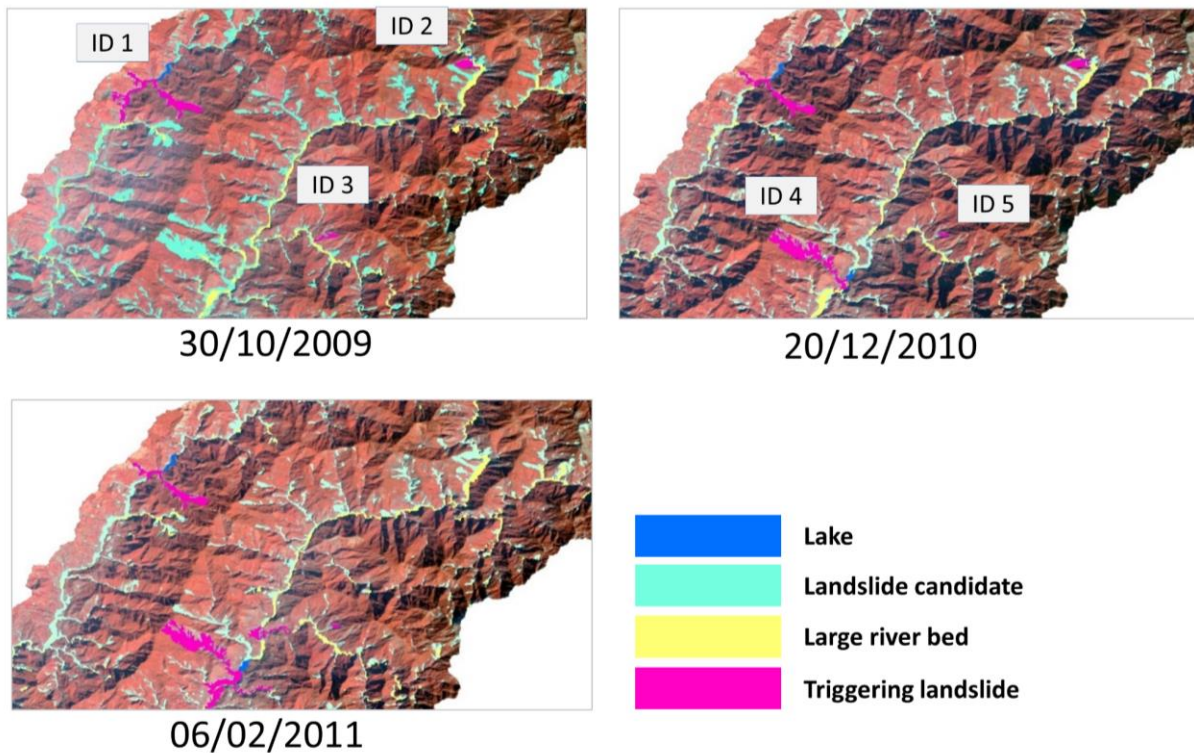 ID 1
ID 2
ID 3
30/10/2009
ID 4
ID 5
20/12/2010
06/02/2011
Lake
Landslide candidate
Large river bed
Triggering landslide